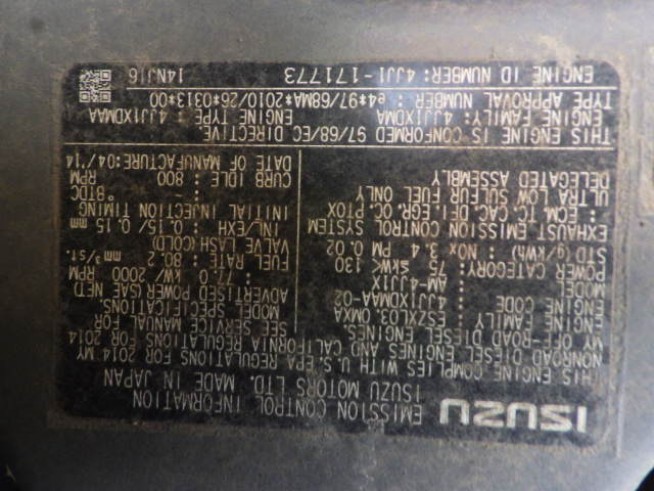 ISUZU
EMISSION CONTROL INFORMATION
ISUZU MOTORS LTD. MADE IN JAPAN
THIS ENGINE COMPLIES WITH U.S. EPA REGULATIONS FOR 2014 MY
NONROAD DIESEL ENGINES AND CALIFORNIA REGULATIONS FOR 2014
MY OFF-ROAD DIESEL ENGINES.
ENGINE FAMILY : ESZXL03.0MXA
ENGINE CODE : 4JJ1XDMAA-02
MODEL : AM-4JJ1X
POWER CATEGORY : 75 ≤kW< 130
STD (g/kWh) : NOx 3.4 PM 0.02
EXHAUST EMISSION CONTROL SYSTEM
: ECM, TC, CAC, DFI, EGR, OC, PTOX
ULTRA LOW SULFUR FUEL ONLY
DELEGATED ASSEMBLY
SEE SERVICE MANUAL FOR
MODEL SPECIFICATIONS.
ADVERTISED POWER (SAE NET)
: 77.0 kW/ 2000 RPM
FUEL RATE : 80.2 mm³/st.
VALVE LASH (COLD)
IN./EXH : 0.15/ 0.15 mm
INITIAL INJECTION TIMING
: - °BTDC
CURB IDLE : 800 RPM
DATE OF MANUFACTURE:04/'14
THIS ENGINE IS CONFORMED 97/68/EC DIRECTIVE.
ENGINE FAMILY : 4JJ1XDMA ENGINE TYPE : 4JJ1XDMAA
TYPE APPROVAL NUMBER : e4*97/68MA*2010/26*0313*00
ENGINE ID NUMBER: 4JJ1-171773 14NJ16